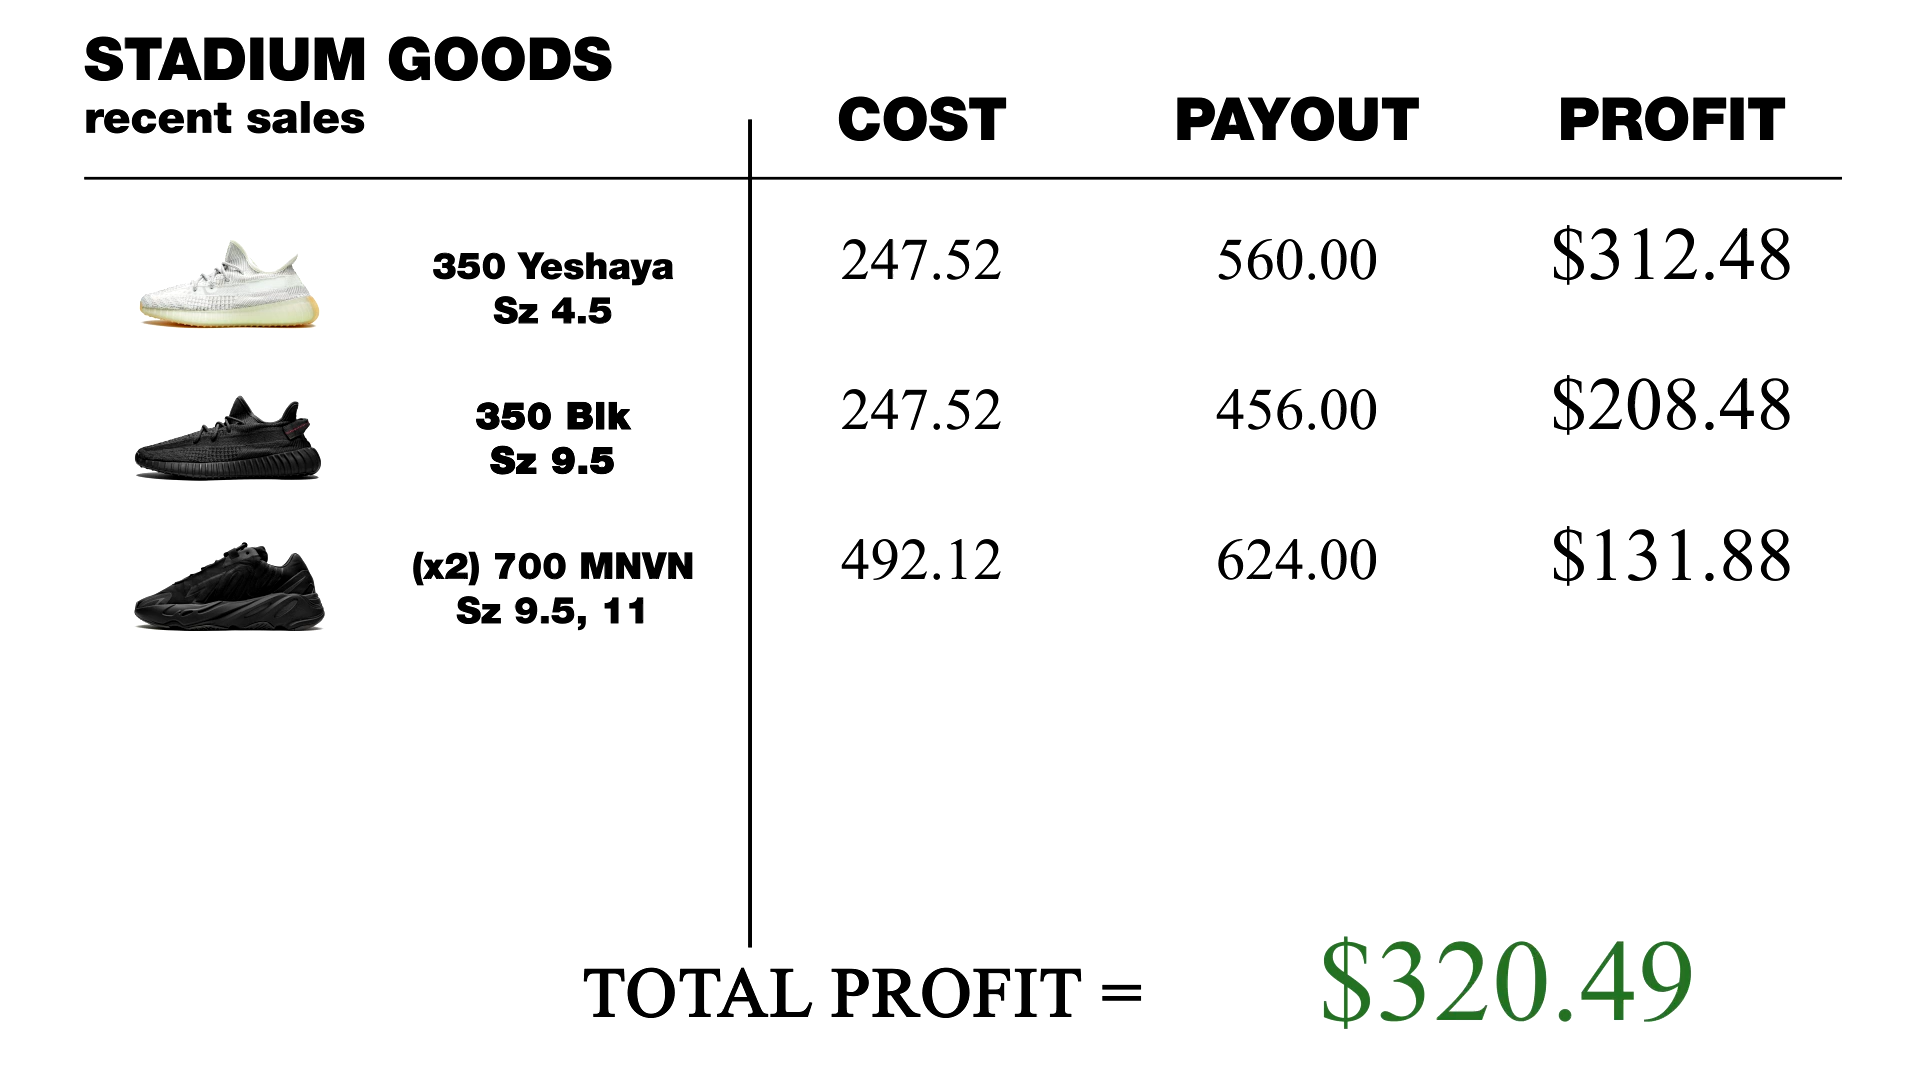 STADIUM GOODS
recent sales
COST PAYOUT PROFIT
350 Yeshaya
Sz 4.5
247.52 560.00 $312.48
350 Blk
Sz 9.5
247.52 456.00 $208.48
(x2) 700 MNVN
Sz 9.5, 11
492.12 624.00 $131.88
TOTAL PROFIT = $320.49